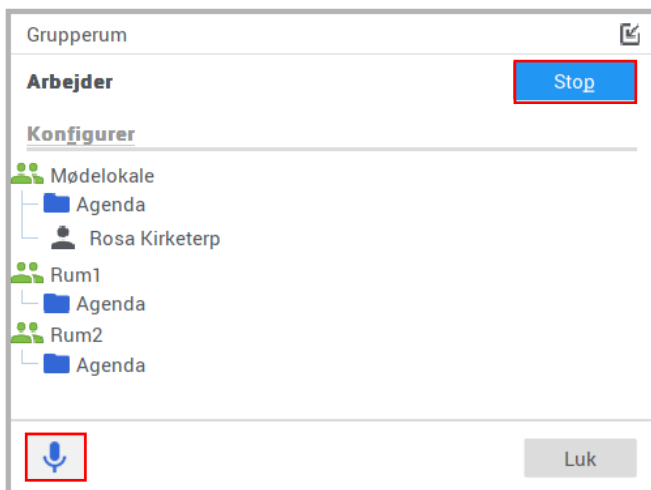 Grupperum
Arbejder
Stop
Konfigurer
Mødelokale
Agenda
Rosa Kirketerp
Rum1
Agenda
Rum2
Agenda
Luk